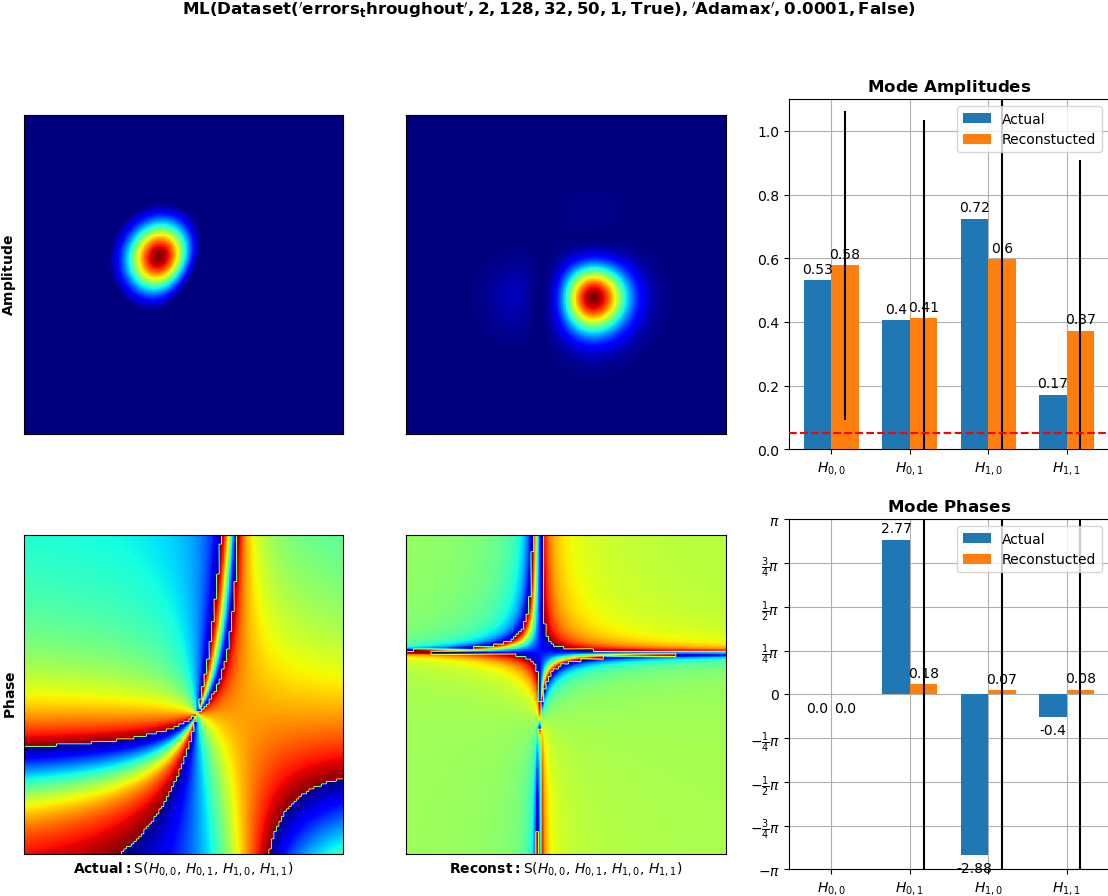 ML(Dataset('errors_throughout', 2, 128, 32, 50, 1, True), 'Adamax', 0.0001, False)
Amplitude
Mode Amplitudes
Actual
Reconstucted
1.0
0.8
0.6
0.4
0.2
0.0
0.53 0.58 0.4 0.41 0.72 0.6 0.17 0.37
H0,0 H0,1 H1,0 H1,1
Phase
Actual: S(H0,0, H0,1, H1,0, H1,1)
Reconst: S(H0,0, H0,1, H1,0, H1,1)
Mode Phases
Actual
Reconstucted
π
3/4π
1/2π
1/4π
0
−1/4π
−1/2π
−3/4π
−π
0.0 0.0 2.77 0.18 -2.88 0.07 -0.4 0.08
H0,0 H0,1 H1,0 H1,1